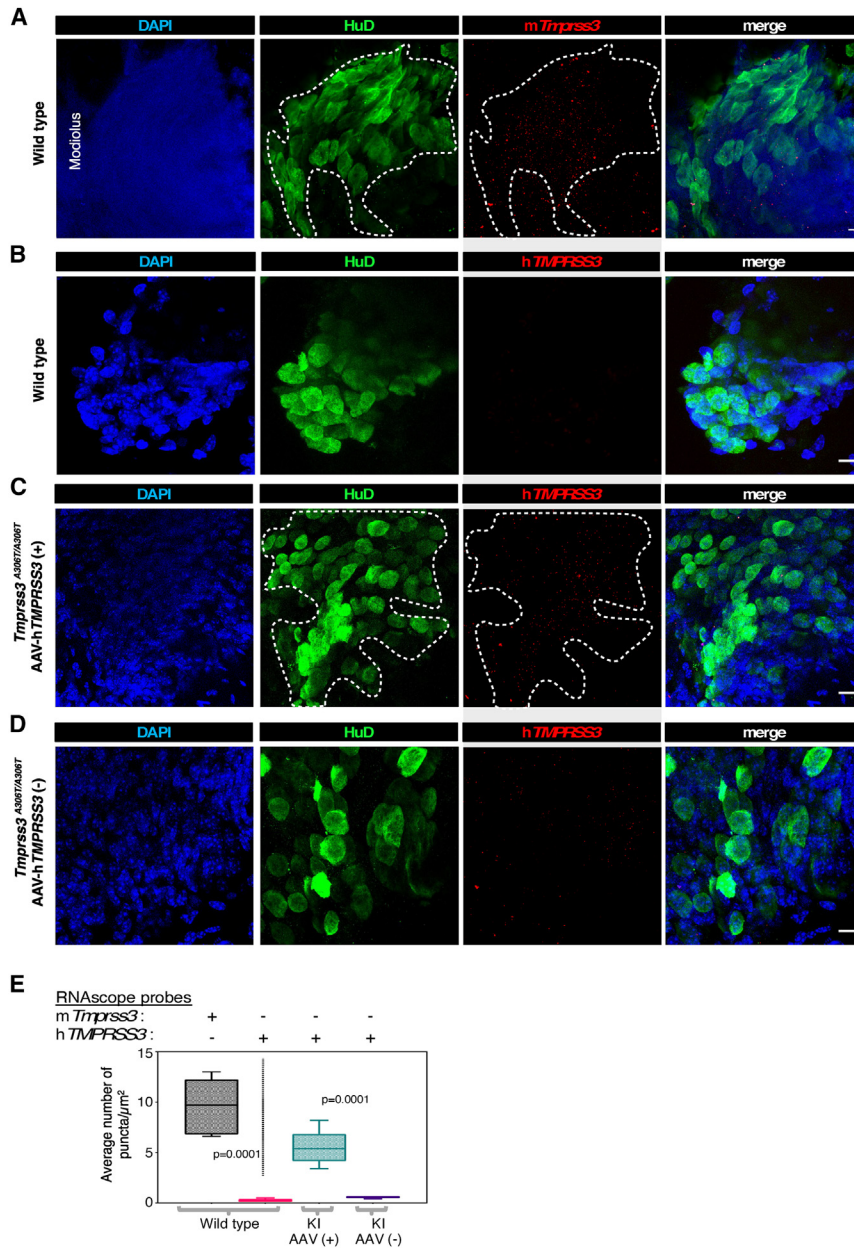 A
DAPI HuD mTmprss3 merge
Wild type
Modiolus
B
DAPI HuD hTMPRSS3 merge
Wild type
C
DAPI HuD hTMPRSS3 merge
Tmprss3 A306T/A306T
AAV-hTMPRSS3 (+)
D
DAPI HuD hTMPRSS3 merge
Tmprss3 A306T/A306T
AAV-hTMPRSS3 (-)
E
RNAscope probes
mTmprss3 : + - - -
hTMPRSS3 : - + + +
Average number of
puncta/µm²
15
10
5
0
p=0.0001
p=0.0001
Wild type KI KI
AAV (+) AAV (-)